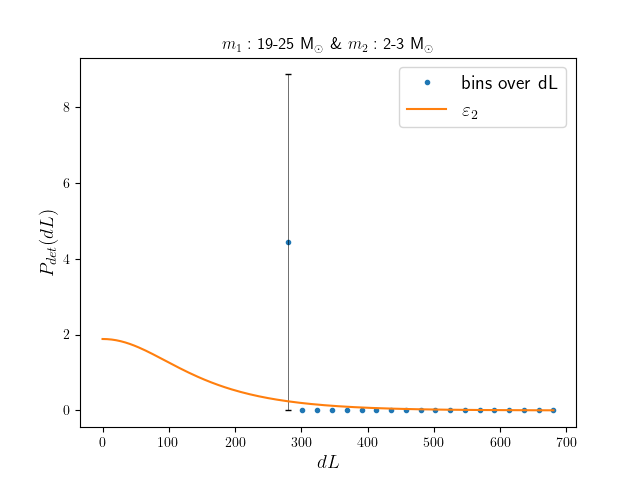 m₁ : 19-25 M⊙ & m₂ : 2-3 M⊙
bins over dL
ε₂
P_det(dL)
8
6
4
2
0
0 100 200 300 400 500 600 700
dL